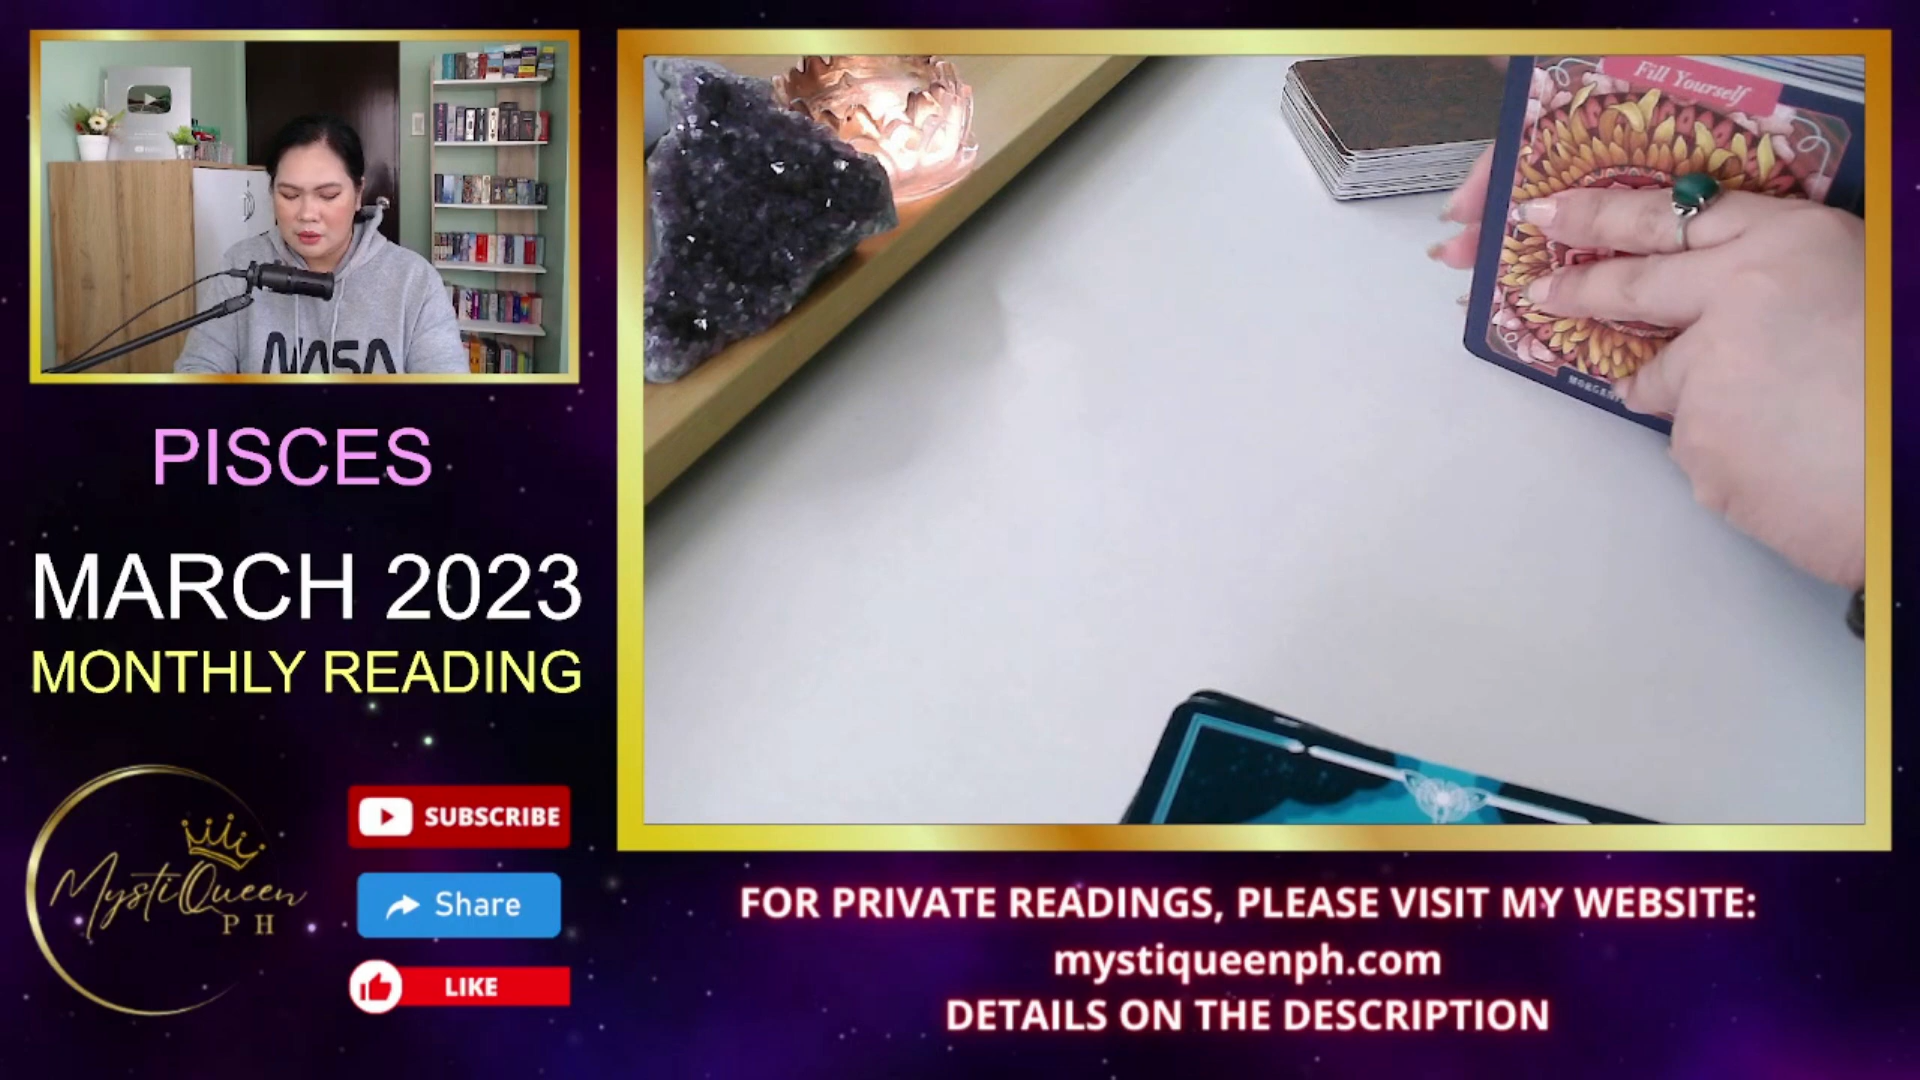 NASA
PISCES
MARCH 2023
MONTHLY READING
MystiQueen
PH
SUBSCRIBE
Share
LIKE
Fill Yourself
FOR PRIVATE READINGS, PLEASE VISIT MY WEBSITE:
mystiqueenph.com
DETAILS ON THE DESCRIPTION